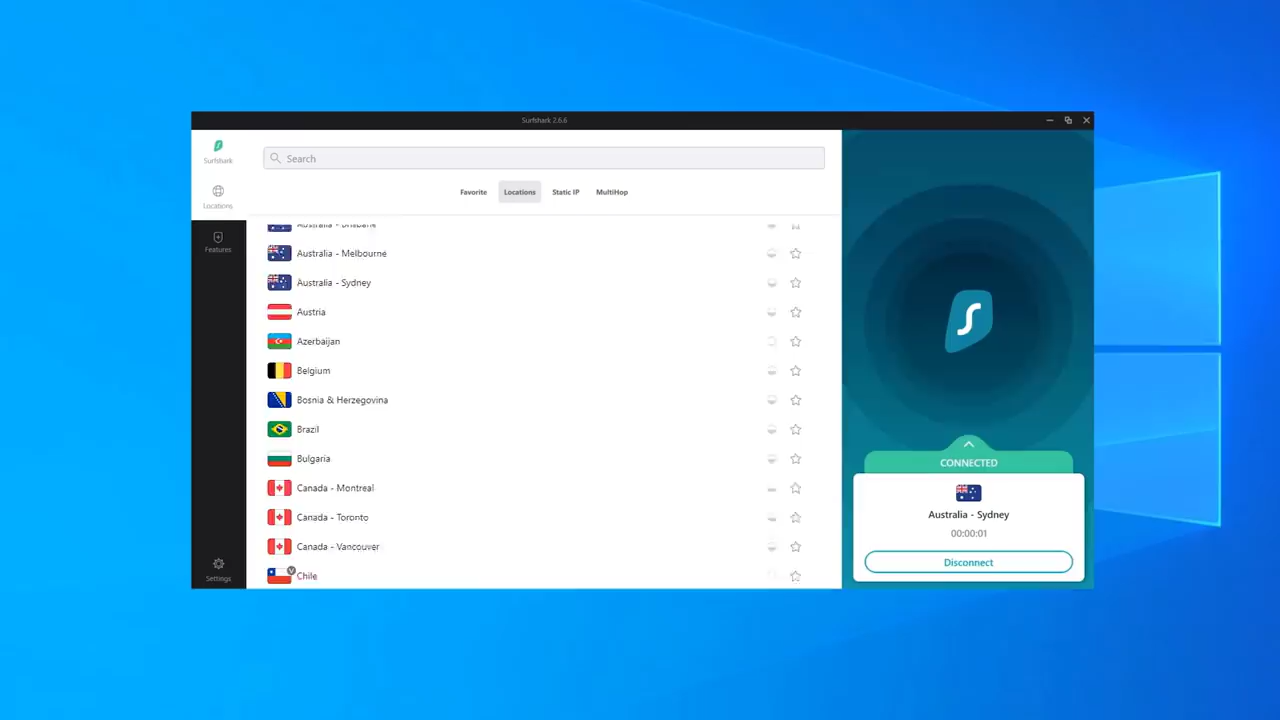 Surfshark 2.6.6
Surfshark
Search
Locations
Favorite Locations Static IP MultiHop
Features
Australia - Brisbane
Australia - Melbourne
Australia - Sydney
Austria
Azerbaijan
Belgium
Bosnia & Herzegovina
Brazil
Bulgaria
Canada - Montreal
Canada - Toronto
Canada - Vancouver
V Chile
Settings
S
CONNECTED
Australia - Sydney
00:00:01
Disconnect